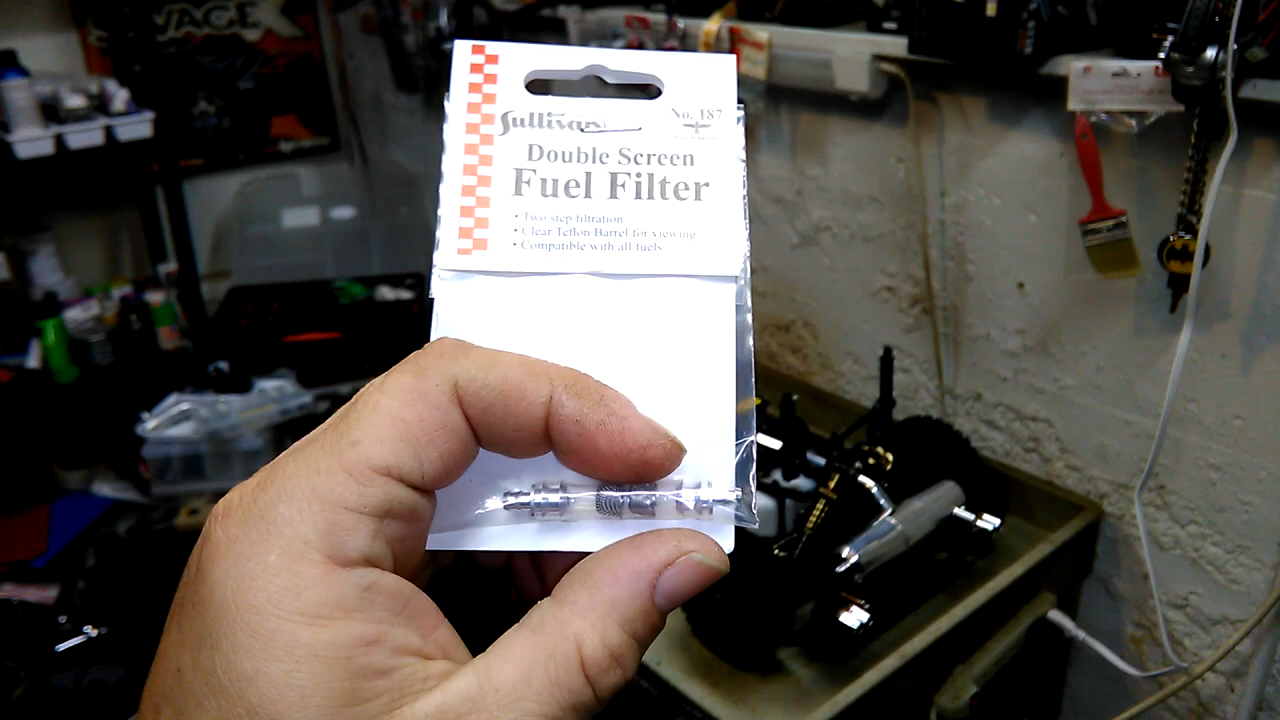 Sullivan
No. 187
Double Screen
Fuel Filter
• Two step filtration
• Clear Teflon Barrel for viewing
• Compatible with all fuels